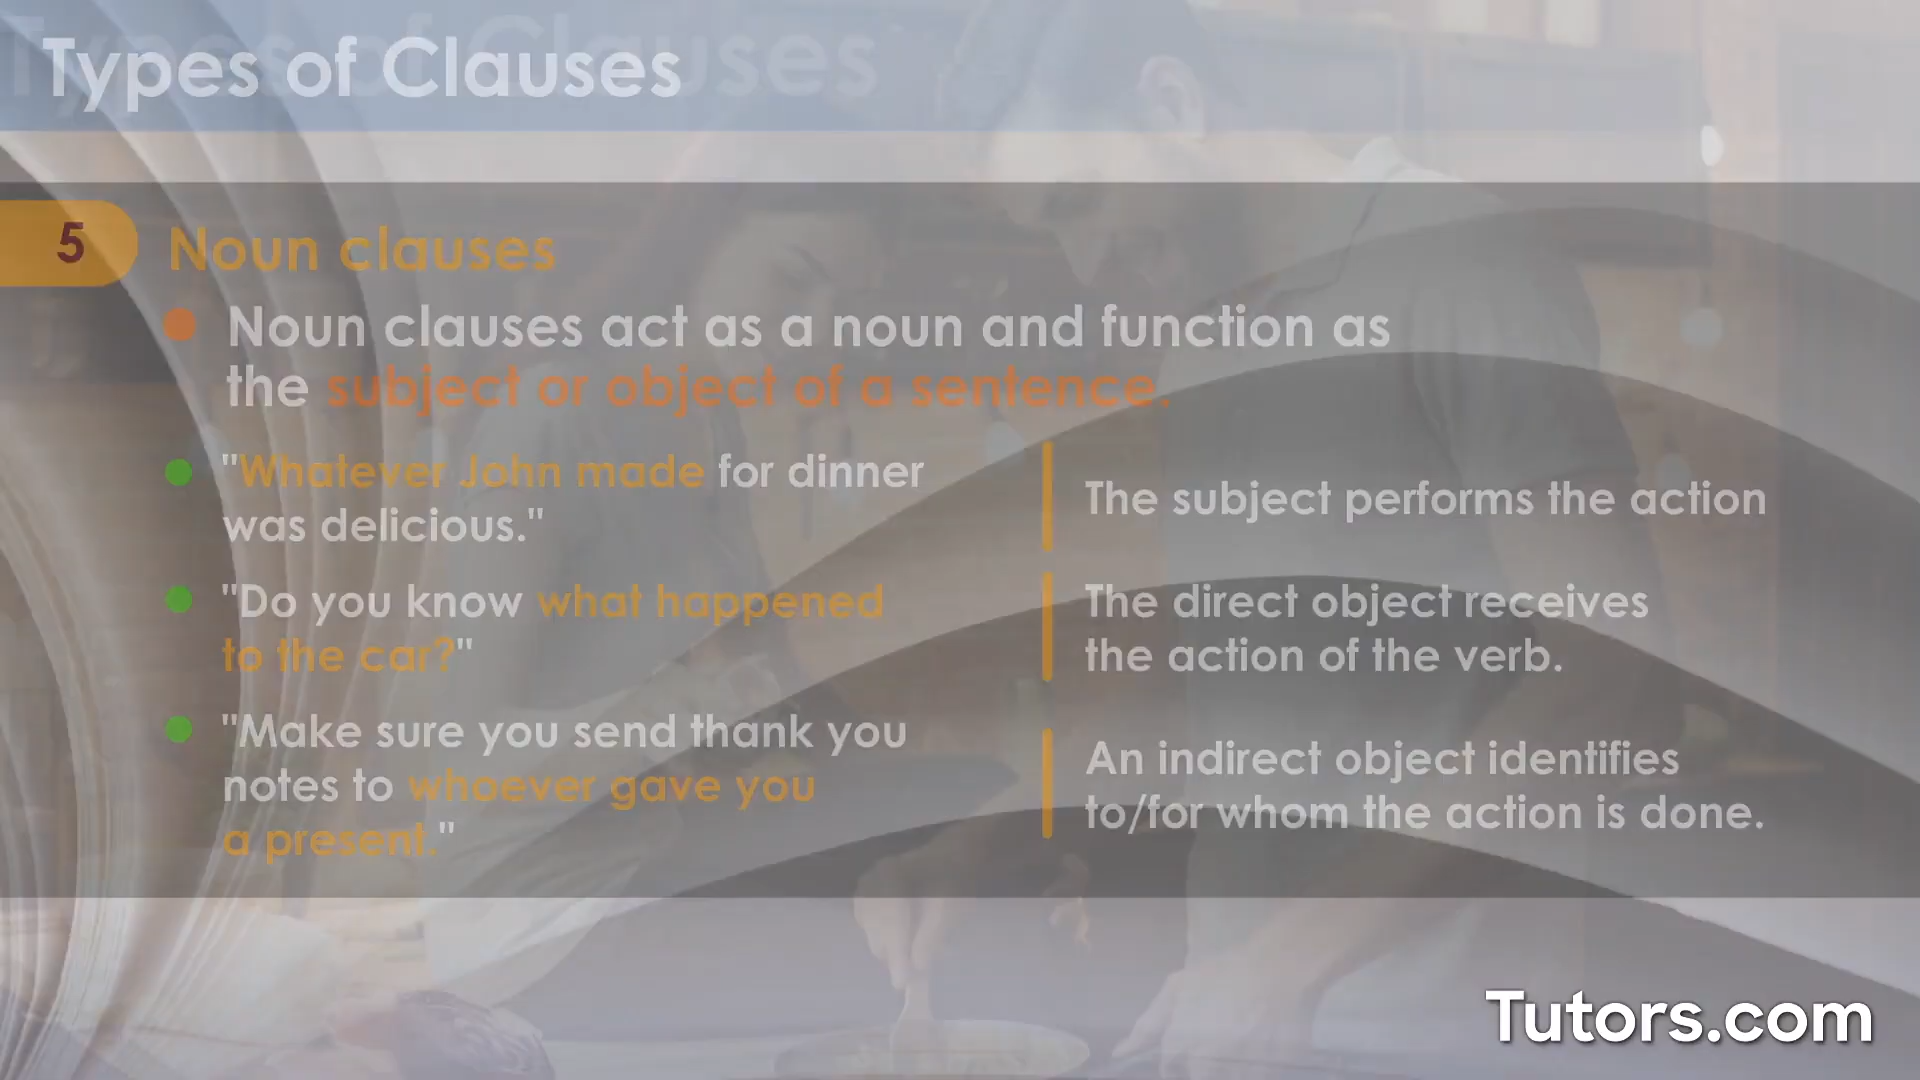 Types of Clauses
Types of Clauses
5
Noun clauses
Noun clauses act as a noun and function as
the subject or object of a sentence.
"Whatever John made for dinner
was delicious."
The subject performs the action
"Do you know what happened
to the car?"
The direct object receives
the action of the verb.
"Make sure you send thank you
notes to whoever gave you
a present."
An indirect object identifies
to/for whom the action is done.
Tutors.com